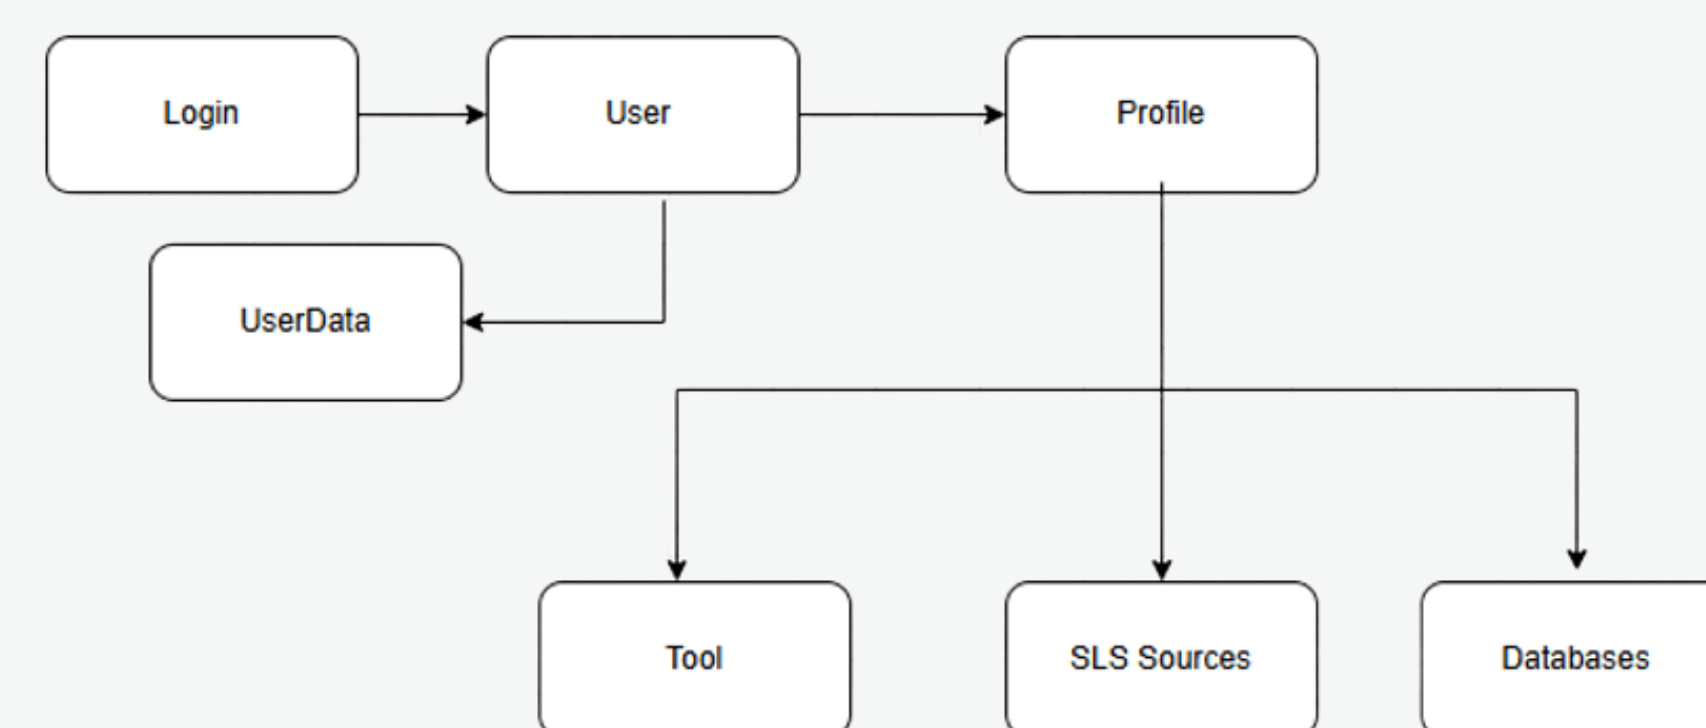 Login
User
Profile
UserData
Tool
SLS Sources
Databases